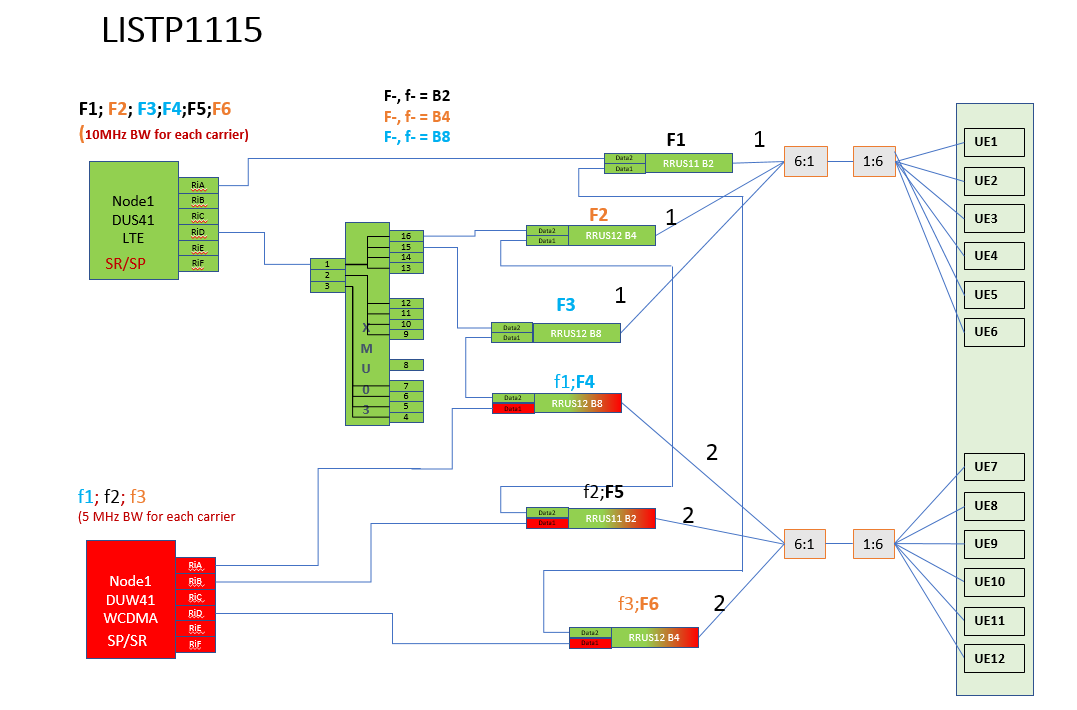 LISTP1115
F1; F2; F3;F4;F5;F6
(10MHz BW for each carrier)
F-, f- = B2
F-, f- = B4
F-, f- = B8
Node1
DUS41
LTE
SR/SP
RiA
RiB
RiC
RiD
RiE
RiF
1
2
3
X
M
U
0
3
16
15
14
13
12
11
10
9
8
7
6
5
4
F1
Data2
Data1
RRUS11 B2
1
F2
Data2
Data1
RRUS12 B4
1
F3
Data2
Data1
RRUS12 B8
1
f1;F4
Data2
Data1
RRUS12 B8
2
f2;F5
Data2
Data1
RRUS11 B2
2
f3;F6
Data2
Data1
RRUS12 B4
2
6:1
1:6
UE1
UE2
UE3
UE4
UE5
UE6
f1; f2; f3
(5 MHz BW for each carrier
Node1
DUW41
WCDMA
SP/SR
RiA
RiB
RiC
RiD
RiE
RiF
6:1
1:6
UE7
UE8
UE9
UE10
UE11
UE12